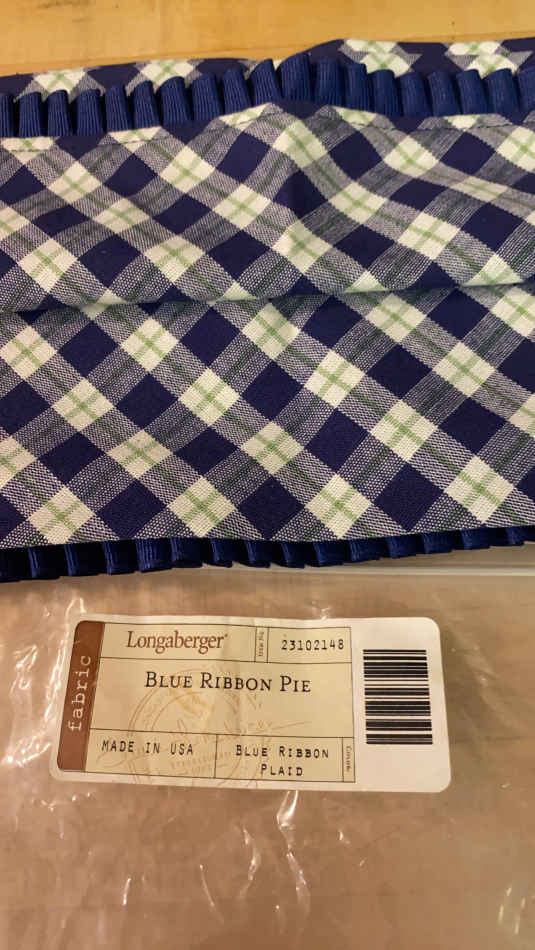 Longaberger®
Item No.
23102148
fabric
BLUE RIBBON PIE
MADE IN USA
BLUE RIBBON
PLAID